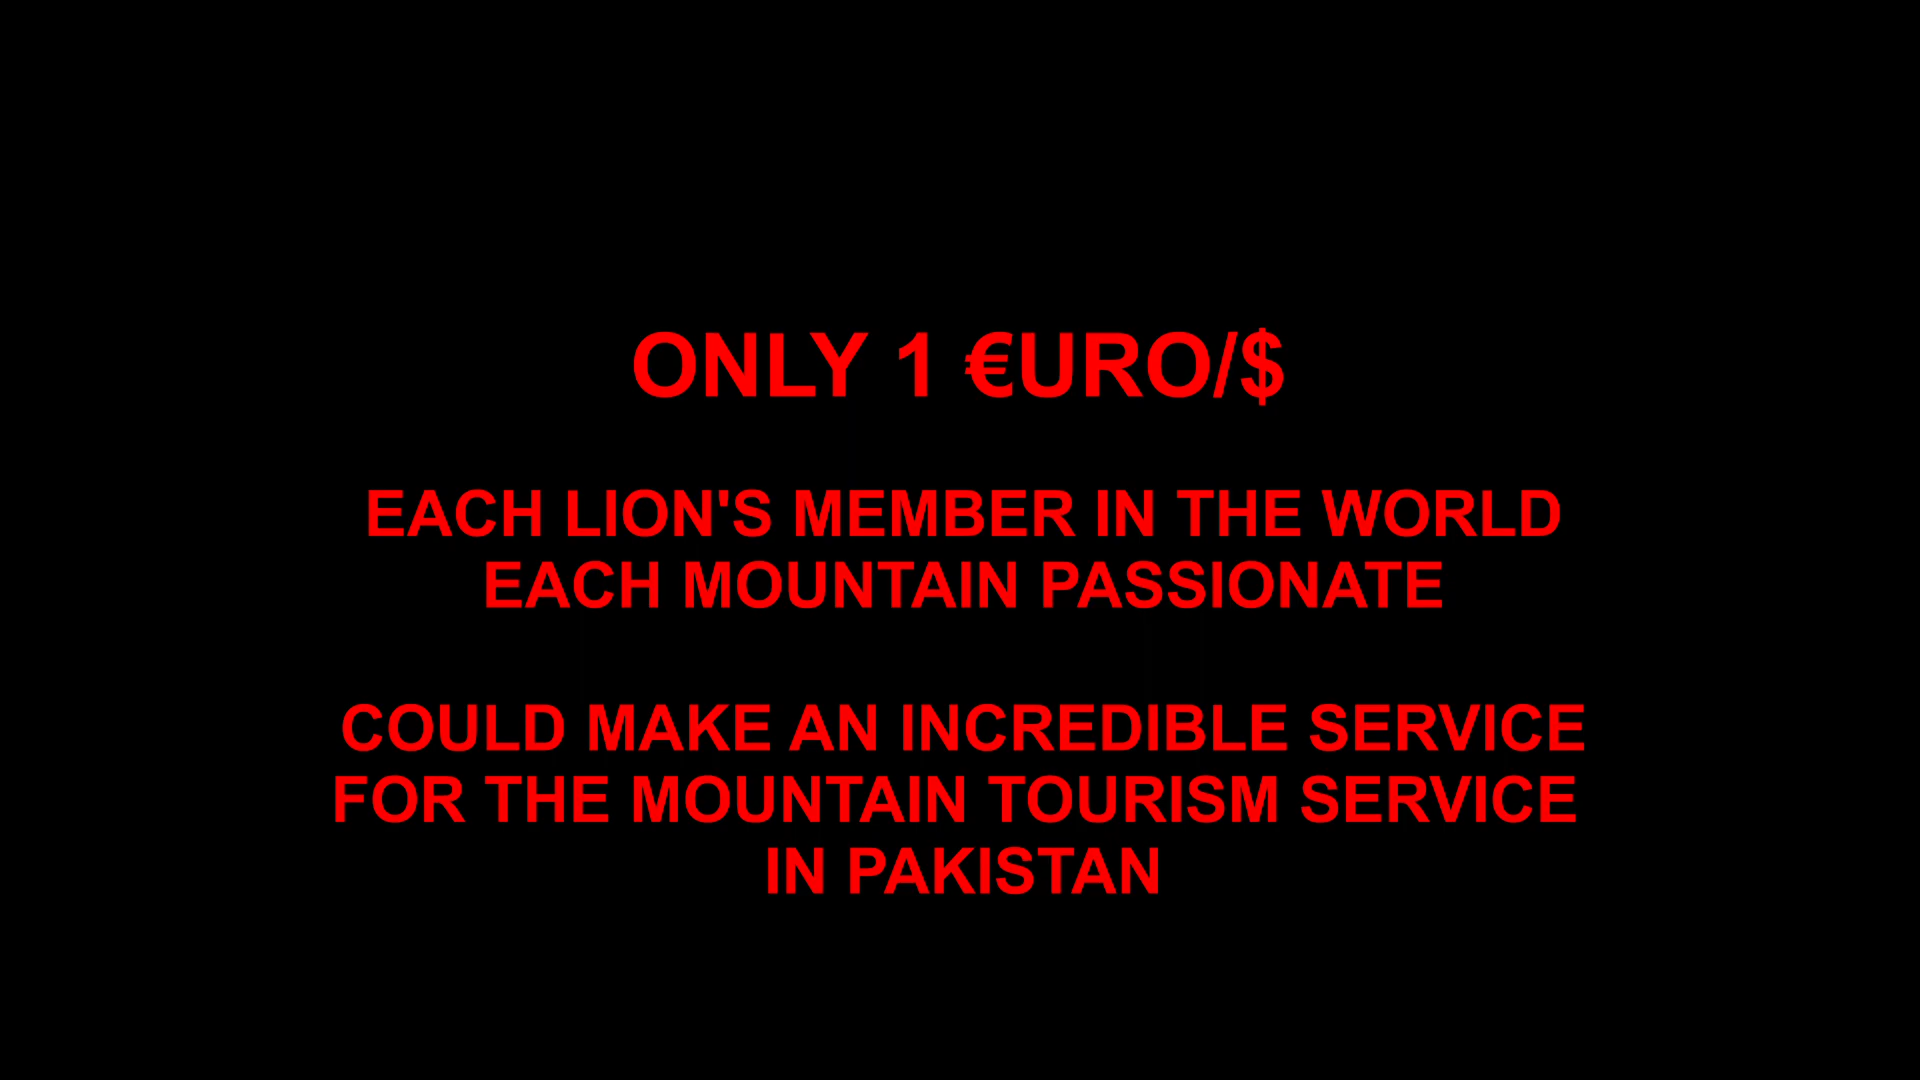 ONLY 1 €URO/$
EACH LION'S MEMBER IN THE WORLD
EACH MOUNTAIN PASSIONATE
COULD MAKE AN INCREDIBLE SERVICE
FOR THE MOUNTAIN TOURISM SERVICE
IN PAKISTAN